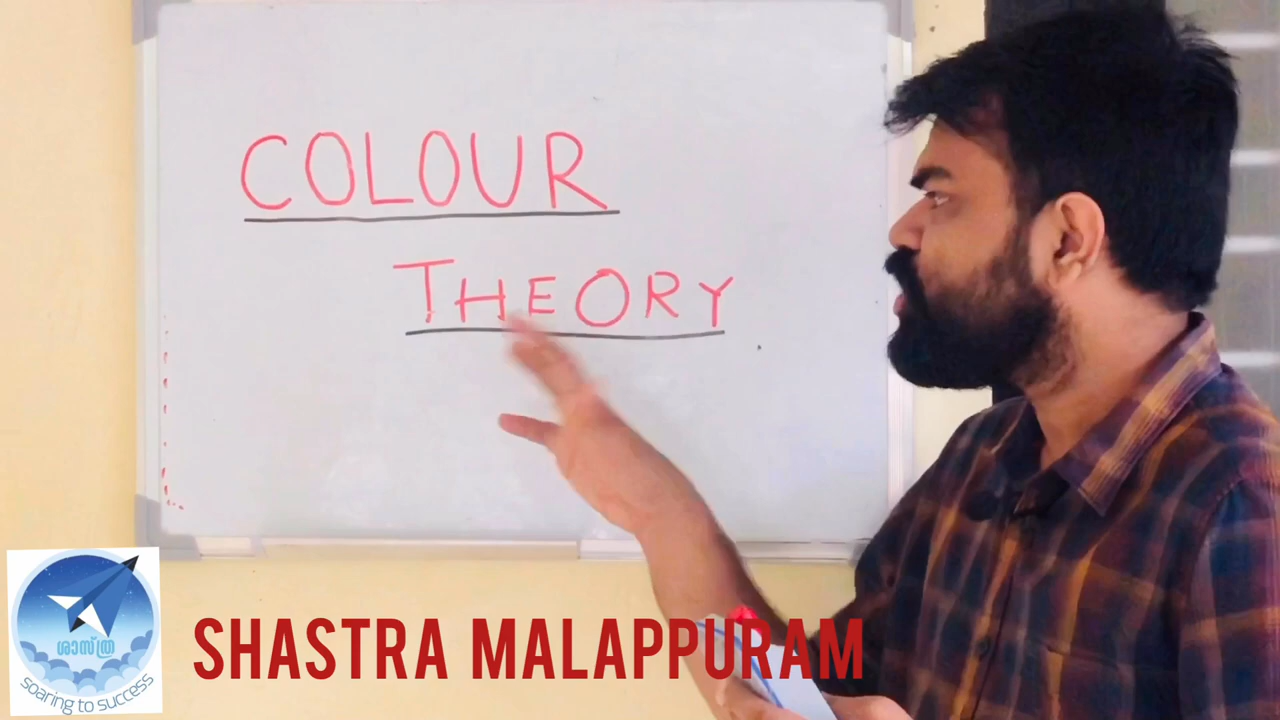 COLOUR
THEORY
ശാസ്ത്ര
soaring to success
SHASTRA MALAPPURAM